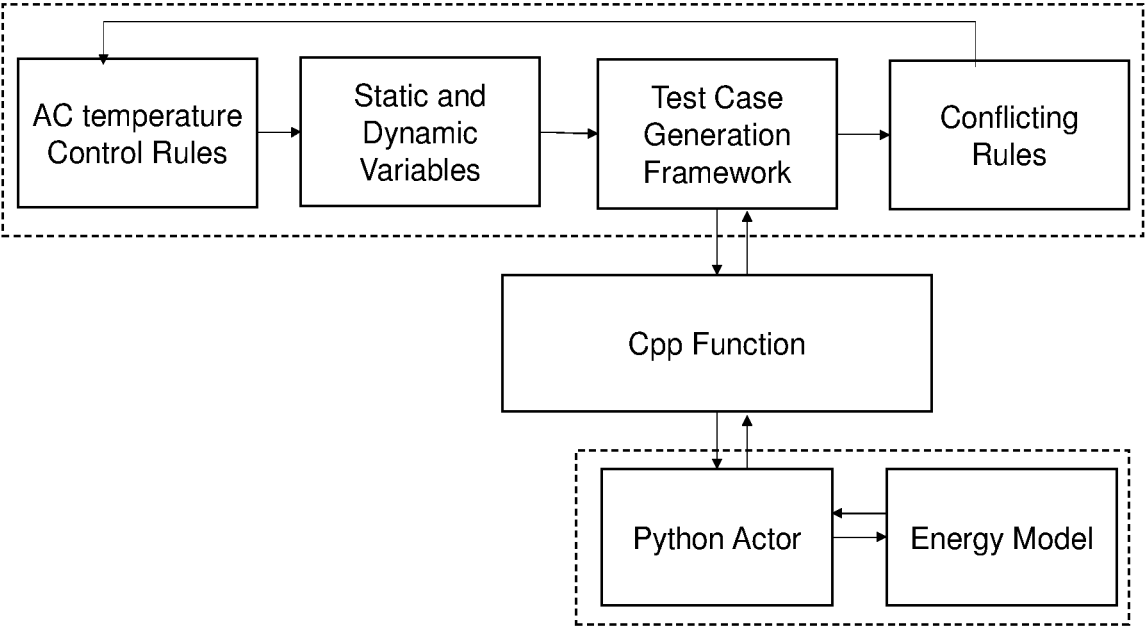 AC temperature
Control Rules
Static and
Dynamic
Variables
Test Case
Generation
Framework
Conflicting
Rules
Cpp Function
Python Actor
Energy Model